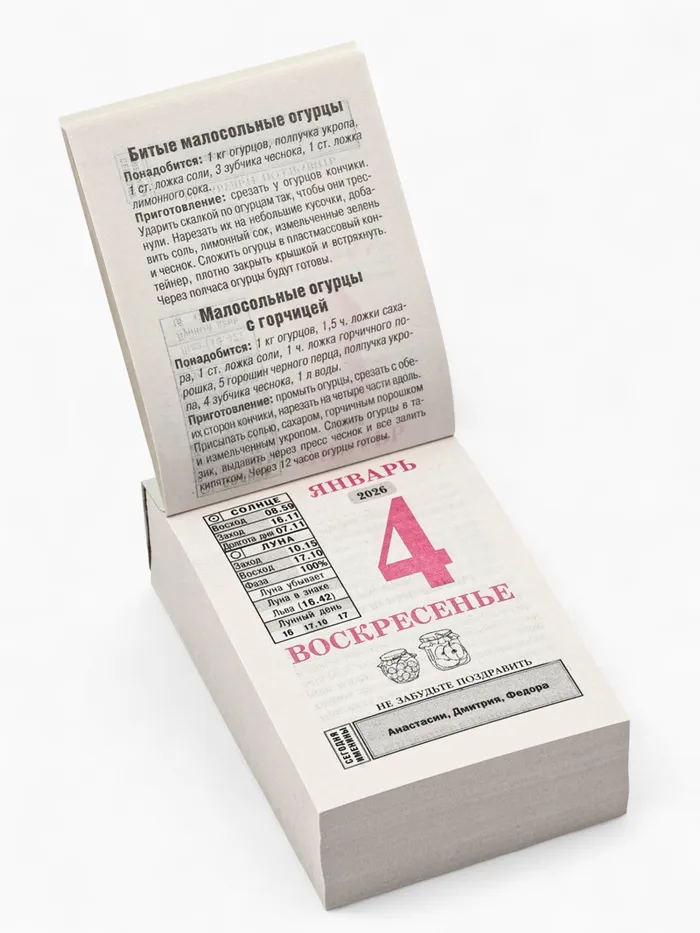 Битые малосольные огурцы
Понадобится: 1 кг огурцов, полпучка укропа,
1 ст. ложка соли, 3 зубчика чеснока, 1 ст. ложка
лимонного сока.
Приготовление: срезать у огурцов кончики.
Ударить скалкой по огурцам так, чтобы они трес-
нули. Нарезать их на небольшие кусочки, доба-
вить соль, лимонный сок, измельченные зелень
и чеснок. Сложить огурцы в пластмассовый кон-
тейнер, плотно закрыть крышкой и встряхнуть.
Через полчаса огурцы будут готовы.
Малосольные огурцы
с горчицей
Понадобится: 1 кг огурцов, 1,5 ч. ложки саха-
ра, 1 ст. ложка соли, 1 ч. ложка горчичного по-
рошка, 5 горошин черного перца, полпучка укро-
па, 4 зубчика чеснока, 1 л воды.
Приготовление: промыть огурцы, срезать с обе-
их сторон кончики, нарезать на четыре части вдоль.
Присыпать солью, сахаром, горчичным порошком
и измельченным укропом. Сложить огурцы в та-
зик, выдавить через пресс чеснок и все залить
кипятком. Через 12 часов огурцы готовы.
ЯНВАРЬ
2026
4
ВОСКРЕСЕНЬЕ
СОЛНЦЕ
Восход 08.59
Заход 16.11
Долгота дня 07.11
ЛУНА
Заход 10.15
Восход 17.10
Фаза 100%
Луна убывает
Луна в знаке
Льва (16.42)
Лунный день
16 17.10 17
НЕ ЗАБУДЬТЕ ПОЗДРАВИТЬ
СЕГОДНЯ
ИМЕНИНЫ
Анастасии, Дмитрия, Федора